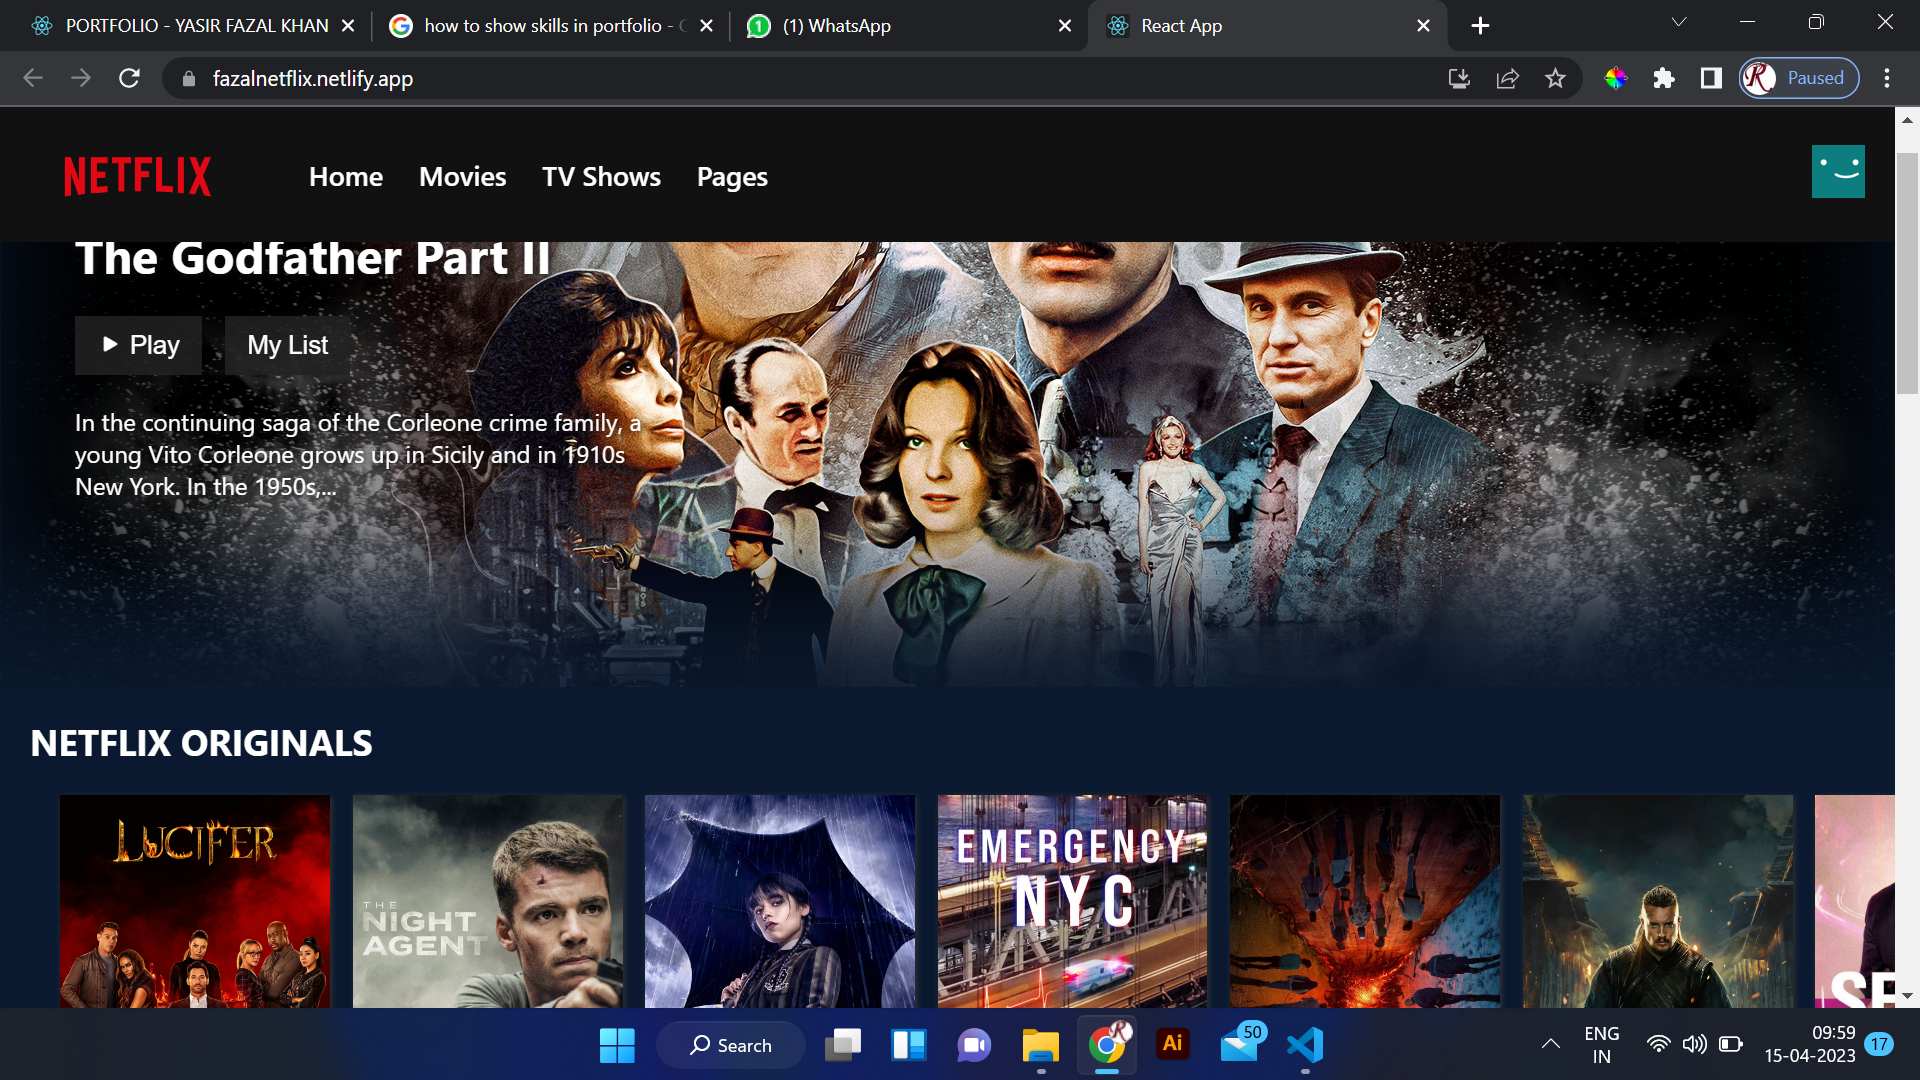 PORTFOLIO - YASIR FAZAL KHAN
how to show skills in portfolio -
(1) WhatsApp
React App
fazalnetflix.netlify.app
Paused
NETFLIX
Home
Movies
TV Shows
Pages
The Godfather Part II
Play
My List
In the continuing saga of the Corleone crime family, a
young Vito Corleone grows up in Sicily and in 1910s
New York. In the 1950s,...
NETFLIX ORIGINALS
LUCIFER
THE
NIGHT
AGENT
EMERGENCY
NYC
Search
Ai
50
ENG
IN
09:59
15-04-2023
17